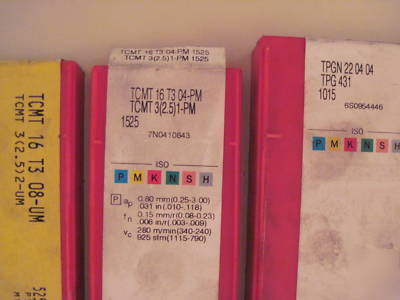 TCMT 16 T3 08-UM
TCMT 3(2.5)2-UM
TCMT 16 T3 04-PM 1525
TCMT 3(2.5)1-PM 1525
TCMT 16 T3 04-PM
TCMT 3(2.5)1-PM
1525
7N0410843
ISO
P M K N S H
P ap 0.80 mm(0.25-3.00)
.031 in(.010-.118)
fn 0.15 mm/r(0.08-0.23)
.006 in/r(.003-.009)
vc 280 m/min(340-240)
925 sfm(1115-790)
TPGN 22 04 04
TPG 431
1015
6S0954446
ISO
P M K N S H